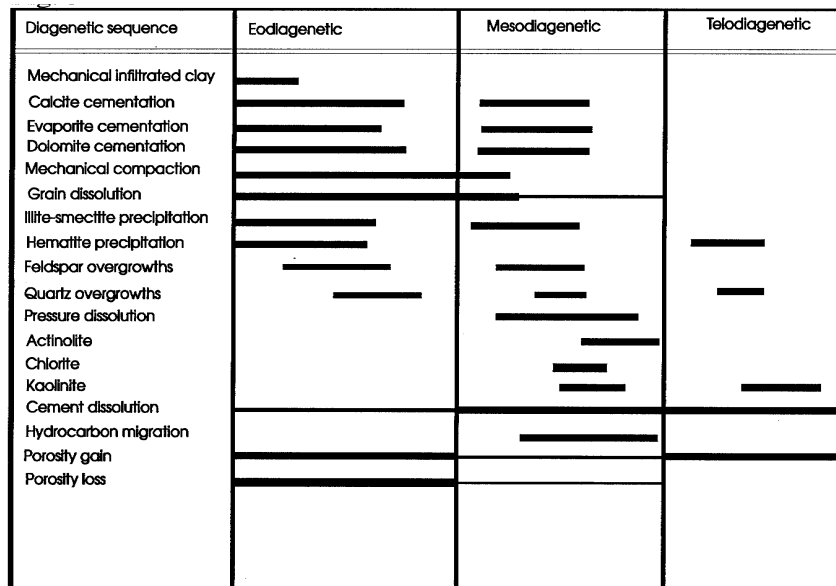 Diagenetic sequence
Eodiagenetic
Mesodiagenetic
Telodiagenetic
Mechanical infiltrated clay
Calcite cementation
Evaporite cementation
Dolomite cementation
Mechanical compaction
Grain dissolution
Illite-smectite precipitation
Hematite precipitation
Feldspar overgrowths
Quartz overgrowths
Pressure dissolution
Actinolite
Chlorite
Kaolinite
Cement dissolution
Hydrocarbon migration
Porosity gain
Porosity loss